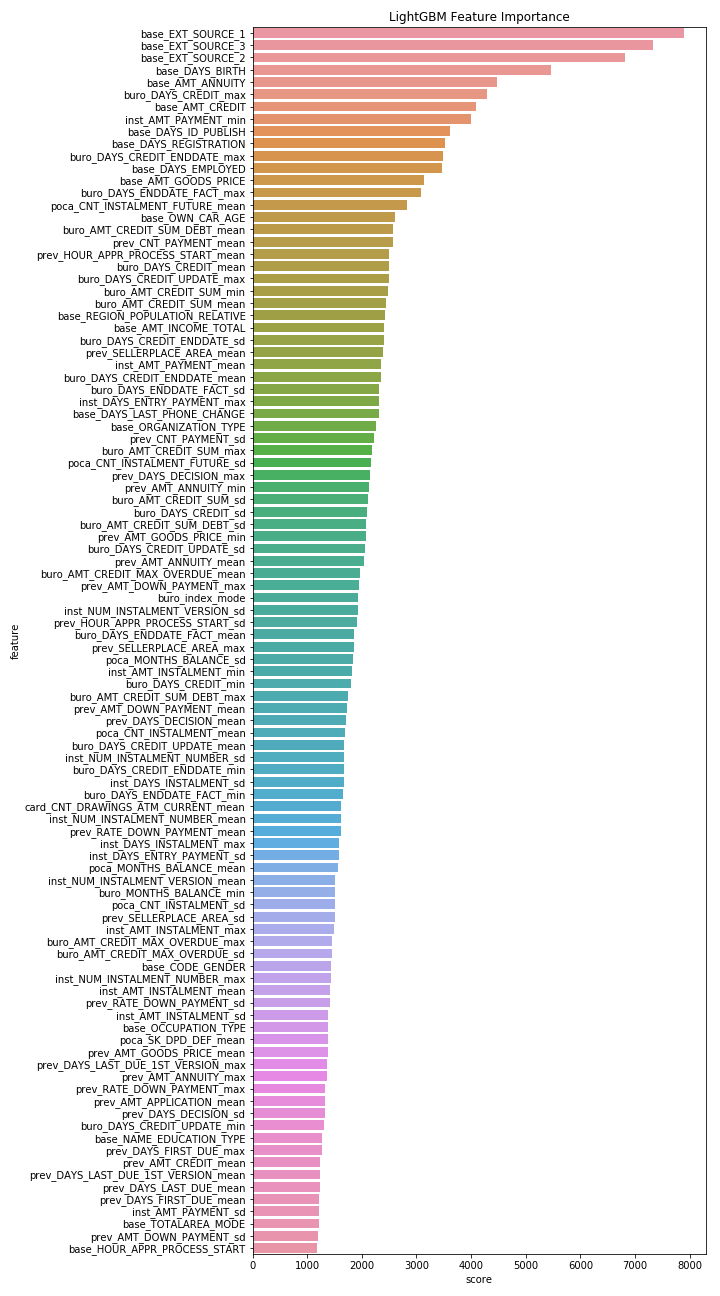 LightGBM Feature Importance
base_EXT_SOURCE_1
base_EXT_SOURCE_3
base_EXT_SOURCE_2
base_DAYS_BIRTH
base_AMT_ANNUITY
buro_DAYS_CREDIT_max
base_AMT_CREDIT
inst_AMT_PAYMENT_min
base_DAYS_ID_PUBLISH
base_DAYS_REGISTRATION
buro_DAYS_CREDIT_ENDDATE_max
base_DAYS_EMPLOYED
base_AMT_GOODS_PRICE
buro_DAYS_ENDDATE_FACT_max
poca_CNT_INSTALMENT_FUTURE_mean
base_OWN_CAR_AGE
buro_AMT_CREDIT_SUM_DEBT_mean
prev_CNT_PAYMENT_mean
prev_HOUR_APPR_PROCESS_START_mean
buro_DAYS_CREDIT_mean
buro_DAYS_CREDIT_UPDATE_max
buro_AMT_CREDIT_SUM_min
buro_AMT_CREDIT_SUM_mean
base_REGION_POPULATION_RELATIVE
base_AMT_INCOME_TOTAL
buro_DAYS_CREDIT_ENDDATE_sd
prev_SELLERPLACE_AREA_mean
inst_AMT_PAYMENT_mean
buro_DAYS_CREDIT_ENDDATE_mean
buro_DAYS_ENDDATE_FACT_sd
inst_DAYS_ENTRY_PAYMENT_max
base_DAYS_LAST_PHONE_CHANGE
base_ORGANIZATION_TYPE
prev_CNT_PAYMENT_sd
buro_AMT_CREDIT_SUM_max
poca_CNT_INSTALMENT_FUTURE_sd
prev_DAYS_DECISION_max
prev_AMT_ANNUITY_min
buro_AMT_CREDIT_SUM_sd
buro_DAYS_CREDIT_sd
buro_AMT_CREDIT_SUM_DEBT_sd
prev_AMT_GOODS_PRICE_min
buro_DAYS_CREDIT_UPDATE_sd
prev_AMT_ANNUITY_mean
buro_AMT_CREDIT_MAX_OVERDUE_mean
prev_AMT_DOWN_PAYMENT_max
buro_index_mode
inst_NUM_INSTALMENT_VERSION_sd
prev_HOUR_APPR_PROCESS_START_sd
buro_DAYS_ENDDATE_FACT_mean
prev_SELLERPLACE_AREA_max
poca_MONTHS_BALANCE_sd
inst_AMT_INSTALMENT_min
buro_DAYS_CREDIT_min
buro_AMT_CREDIT_SUM_DEBT_max
prev_AMT_DOWN_PAYMENT_mean
prev_DAYS_DECISION_mean
poca_CNT_INSTALMENT_mean
buro_DAYS_CREDIT_UPDATE_mean
inst_NUM_INSTALMENT_NUMBER_sd
buro_DAYS_CREDIT_ENDDATE_min
inst_DAYS_INSTALMENT_sd
buro_DAYS_ENDDATE_FACT_min
card_CNT_DRAWINGS_ATM_CURRENT_mean
inst_NUM_INSTALMENT_NUMBER_mean
prev_RATE_DOWN_PAYMENT_mean
inst_DAYS_INSTALMENT_max
inst_DAYS_ENTRY_PAYMENT_sd
poca_MONTHS_BALANCE_mean
inst_NUM_INSTALMENT_VERSION_mean
buro_MONTHS_BALANCE_min
poca_CNT_INSTALMENT_sd
prev_SELLERPLACE_AREA_sd
inst_AMT_INSTALMENT_max
buro_AMT_CREDIT_MAX_OVERDUE_max
buro_AMT_CREDIT_MAX_OVERDUE_sd
base_CODE_GENDER
inst_NUM_INSTALMENT_NUMBER_max
inst_AMT_INSTALMENT_mean
prev_RATE_DOWN_PAYMENT_sd
inst_AMT_INSTALMENT_sd
base_OCCUPATION_TYPE
poca_SK_DPD_DEF_mean
prev_AMT_GOODS_PRICE_mean
prev_DAYS_LAST_DUE_1ST_VERSION_max
prev_AMT_ANNUITY_max
prev_RATE_DOWN_PAYMENT_max
prev_AMT_APPLICATION_mean
prev_DAYS_DECISION_sd
buro_DAYS_CREDIT_UPDATE_min
base_NAME_EDUCATION_TYPE
prev_DAYS_FIRST_DUE_max
prev_AMT_CREDIT_mean
prev_DAYS_LAST_DUE_1ST_VERSION_mean
prev_DAYS_LAST_DUE_mean
prev_DAYS_FIRST_DUE_mean
inst_AMT_PAYMENT_sd
base_TOTALAREA_MODE
prev_AMT_DOWN_PAYMENT_sd
base_HOUR_APPR_PROCESS_START
feature
0 1000 2000 3000 4000 5000 6000 7000 8000
score